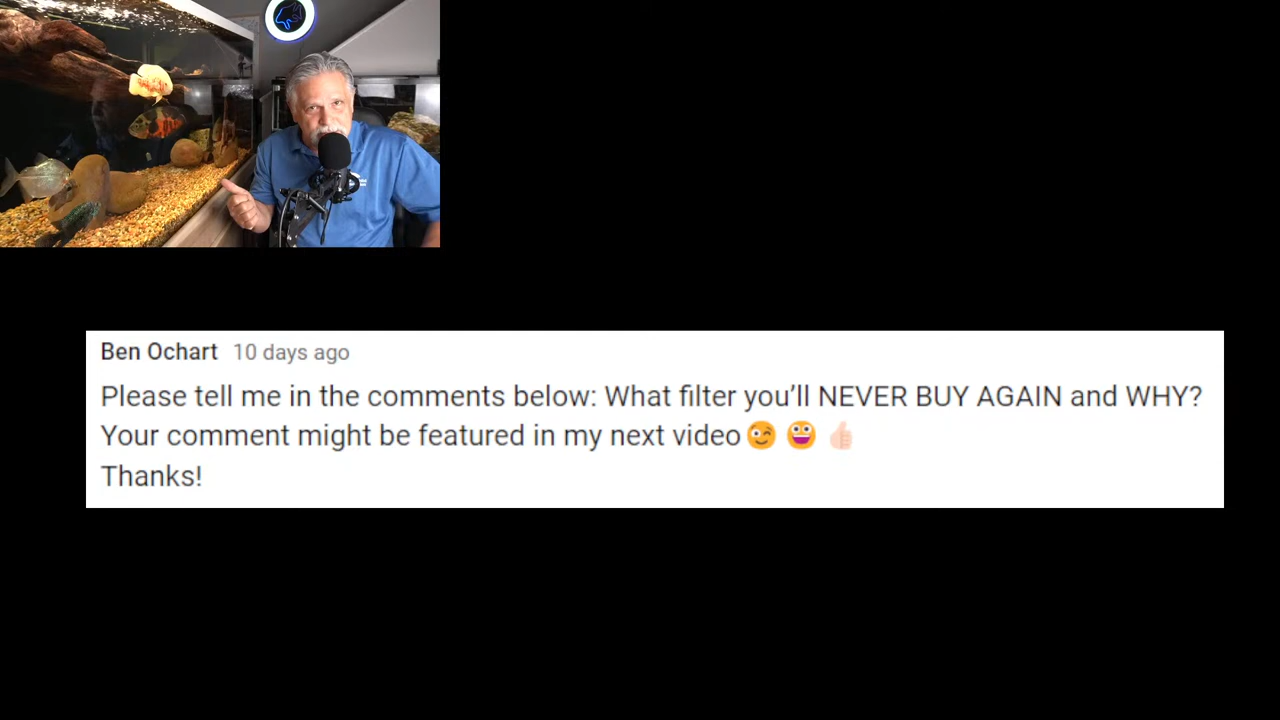 Ben Ochart 10 days ago
Please tell me in the comments below: What filter you’ll NEVER BUY AGAIN and WHY?
Your comment might be featured in my next video😉 😀 👍🏻
Thanks!